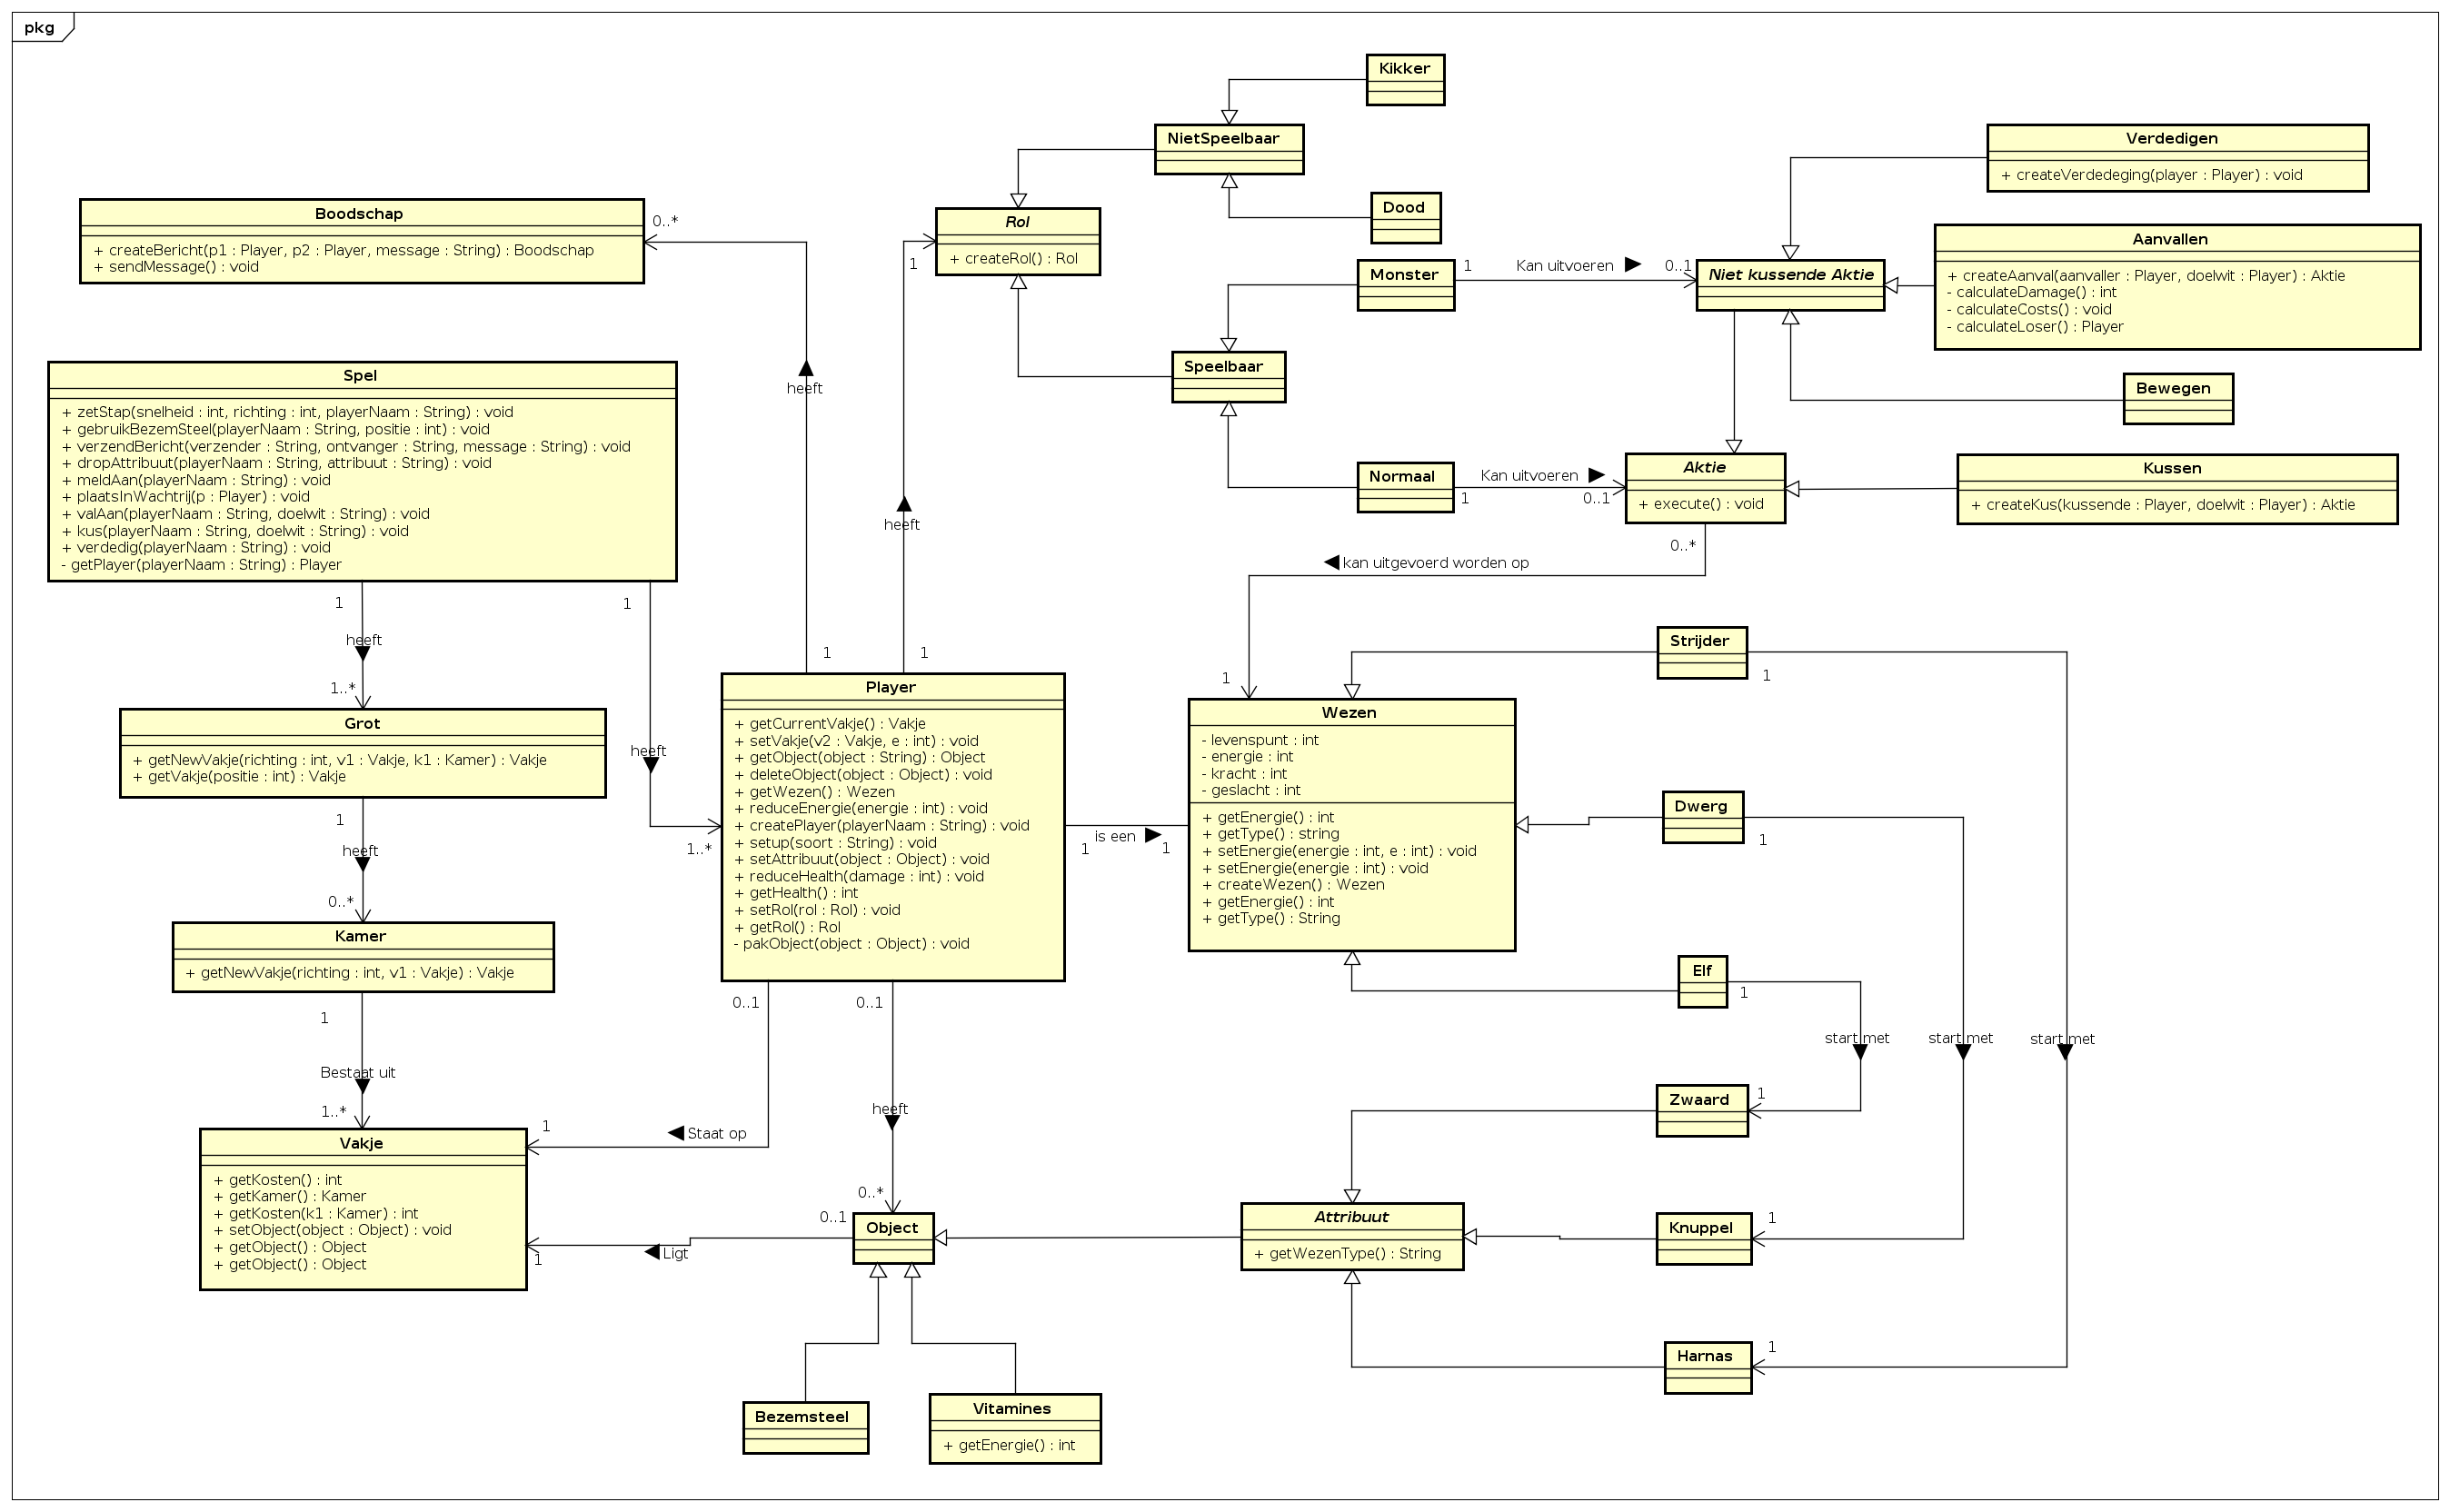 pkg
Kikker
NietSpeelbaar
Dood
Rol
+ createRol() : Rol
Boodschap
+ createBericht(p1 : Player, p2 : Player, message : String) : Boodschap
+ sendMessage() : void
0..*
heeft
1
1
heeft
1
Monster
1
Kan uitvoeren
0..1
Speelbaar
Normaal
1
Kan uitvoeren
0..1
Niet kussende Aktie
Verdedigen
+ createVerdedeging(player : Player) : void
Aanvallen
+ createAanval(aanvaller : Player, doelwit : Player) : Aktie
- calculateDamage() : int
- calculateCosts() : void
- calculateLoser() : Player
Bewegen
Aktie
+ execute() : void
Kussen
+ createKus(kussende : Player, doelwit : Player) : Aktie
0..*
kan uitgevoerd worden op
1
Spel
+ zetStap(snelheid : int, richting : int, playerNaam : String) : void
+ gebruikBezemSteel(playerNaam : String, positie : int) : void
+ verzendBericht(verzender : String, ontvanger : String, message : String) : void
+ dropAttribuut(playerNaam : String, attribuut : String) : void
+ meldAan(playerNaam : String) : void
+ plaatsInWachtrij(p : Player) : void
+ valAan(playerNaam : String, doelwit : String) : void
+ kus(playerNaam : String, doelwit : String) : void
+ verdedig(playerNaam : String) : void
- getPlayer(playerNaam : String) : Player
1
heeft
1..*
1
heeft
1..*
Grot
+ getNewVakje(richting : int, v1 : Vakje, k1 : Kamer) : Vakje
+ getVakje(positie : int) : Vakje
1
heeft
0..*
Kamer
+ getNewVakje(richting : int, v1 : Vakje) : Vakje
1
Bestaat uit
1..*
Vakje
+ getKosten() : int
+ getKamer() : Kamer
+ getKosten(k1 : Kamer) : int
+ setObject(object : Object) : void
+ getObject() : Object
+ getObject() : Object
Player
+ getCurrentVakje() : Vakje
+ setVakje(v2 : Vakje, e : int) : void
+ getObject(object : String) : Object
+ deleteObject(object : Object) : void
+ getWezen() : Wezen
+ reduceEnergie(energie : int) : void
+ createPlayer(playerNaam : String) : void
+ setup(soort : String) : void
+ setAttribuut(object : Object) : void
+ reduceHealth(damage : int) : void
+ getHealth() : int
+ setRol(rol : Rol) : void
+ getRol() : Rol
- pakObject(object : Object) : void
1
is een
1
0..1
Staat op
1
0..1
heeft
0..*
Wezen
- levenspunt : int
- energie : int
- kracht : int
- geslacht : int
+ getEnergie() : int
+ getType() : string
+ setEnergie(energie : int, e : int) : void
+ setEnergie(energie : int) : void
+ createWezen() : Wezen
+ getEnergie() : int
+ getType() : String
Strijder
1
Dwerg
1
Elf
1
start met
start met
start met
Zwaard
1
Knuppel
1
Harnas
1
Attribuut
+ getWezenType() : String
Object
0..1
Ligt
1
Bezemsteel
Vitamines
+ getEnergie() : int